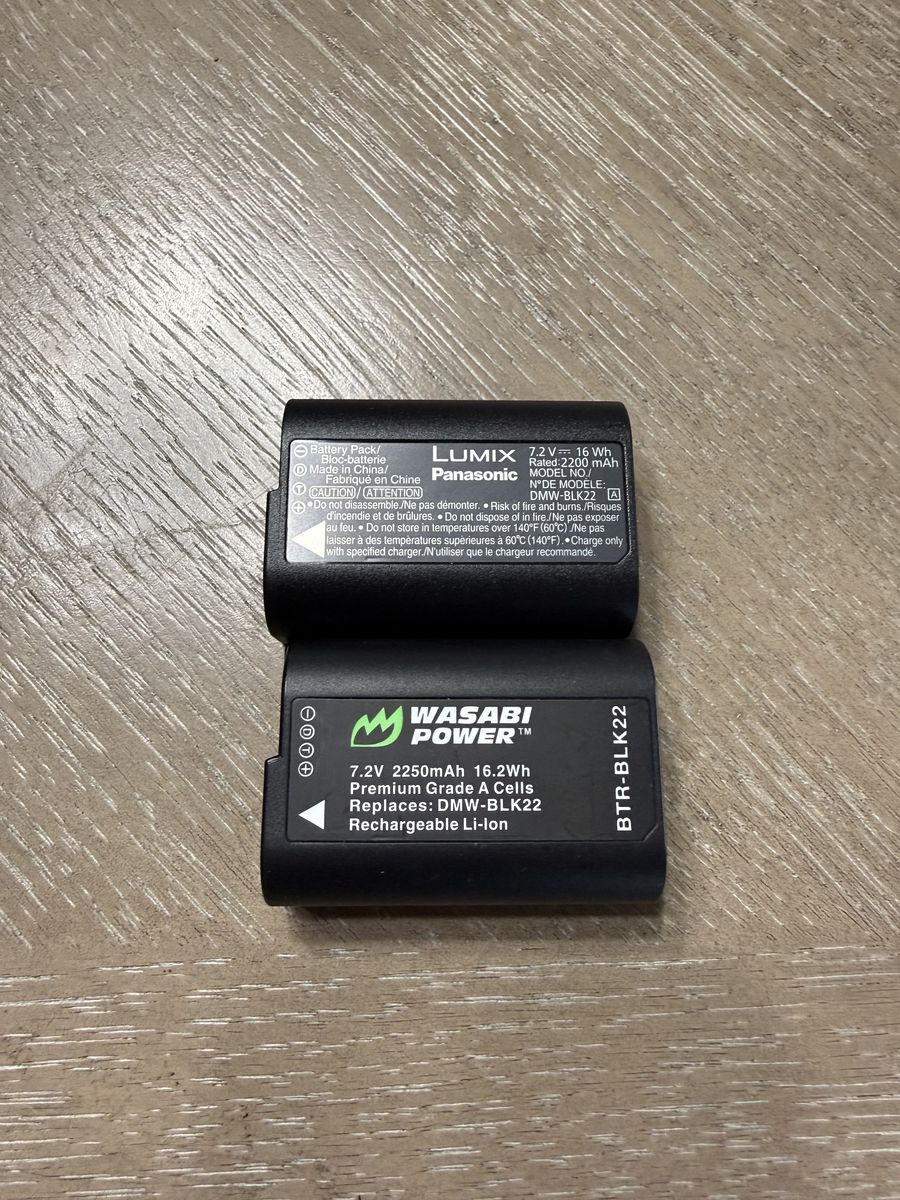 ⊖ Battery Pack/
Bloc-batterie
Ⓓ Made in China/
Fabriqué en Chine
Ⓣ CAUTION / ATTENTION
⊕
LUMIX
Panasonic
7.2 V ⎓ 16 Wh
Rated: 2200 mAh
MODEL NO./
N°DE MODÈLE:
DMW-BLK22 A
•Do not disassemble./Ne pas démonter. • Risk of fire and burns./Risques
d'incendie et de brûlures. • Do not dispose of in fire./Ne pas exposer
au feu. • Do not store in temperatures over 140°F (60°C) ./Ne pas
laisser à des températures supérieures à 60°C (140°F) .•Charge only
with specified charger./N'utiliser que le chargeur recommandé.
⊖
Ⓓ
Ⓣ
⊕
WASABI
POWER™
7.2V 2250mAh 16.2Wh
Premium Grade A Cells
Replaces: DMW-BLK22
Rechargeable Li-Ion
BTR-BLK22